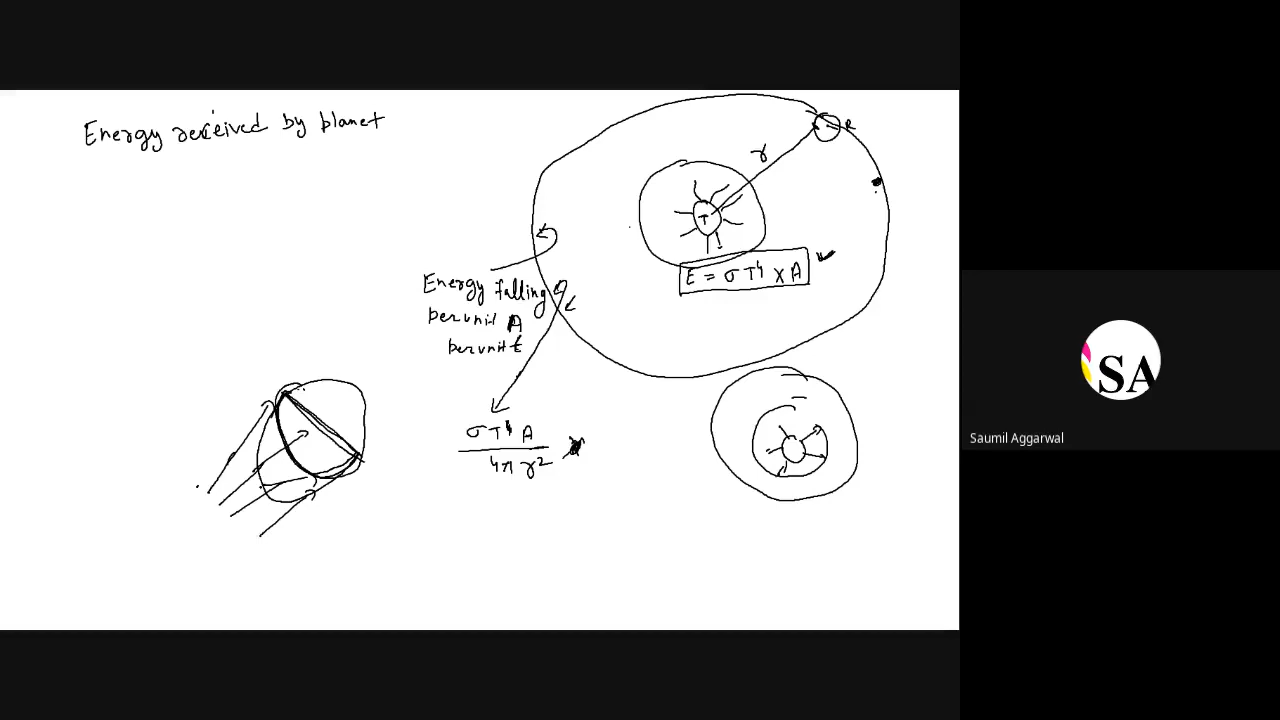 Energy received by planet
R
r
T
E = σT⁴ × A
Energy falling
per unit A
per unit t
σT⁴A
4πr²
SA
Saumil Aggarwal